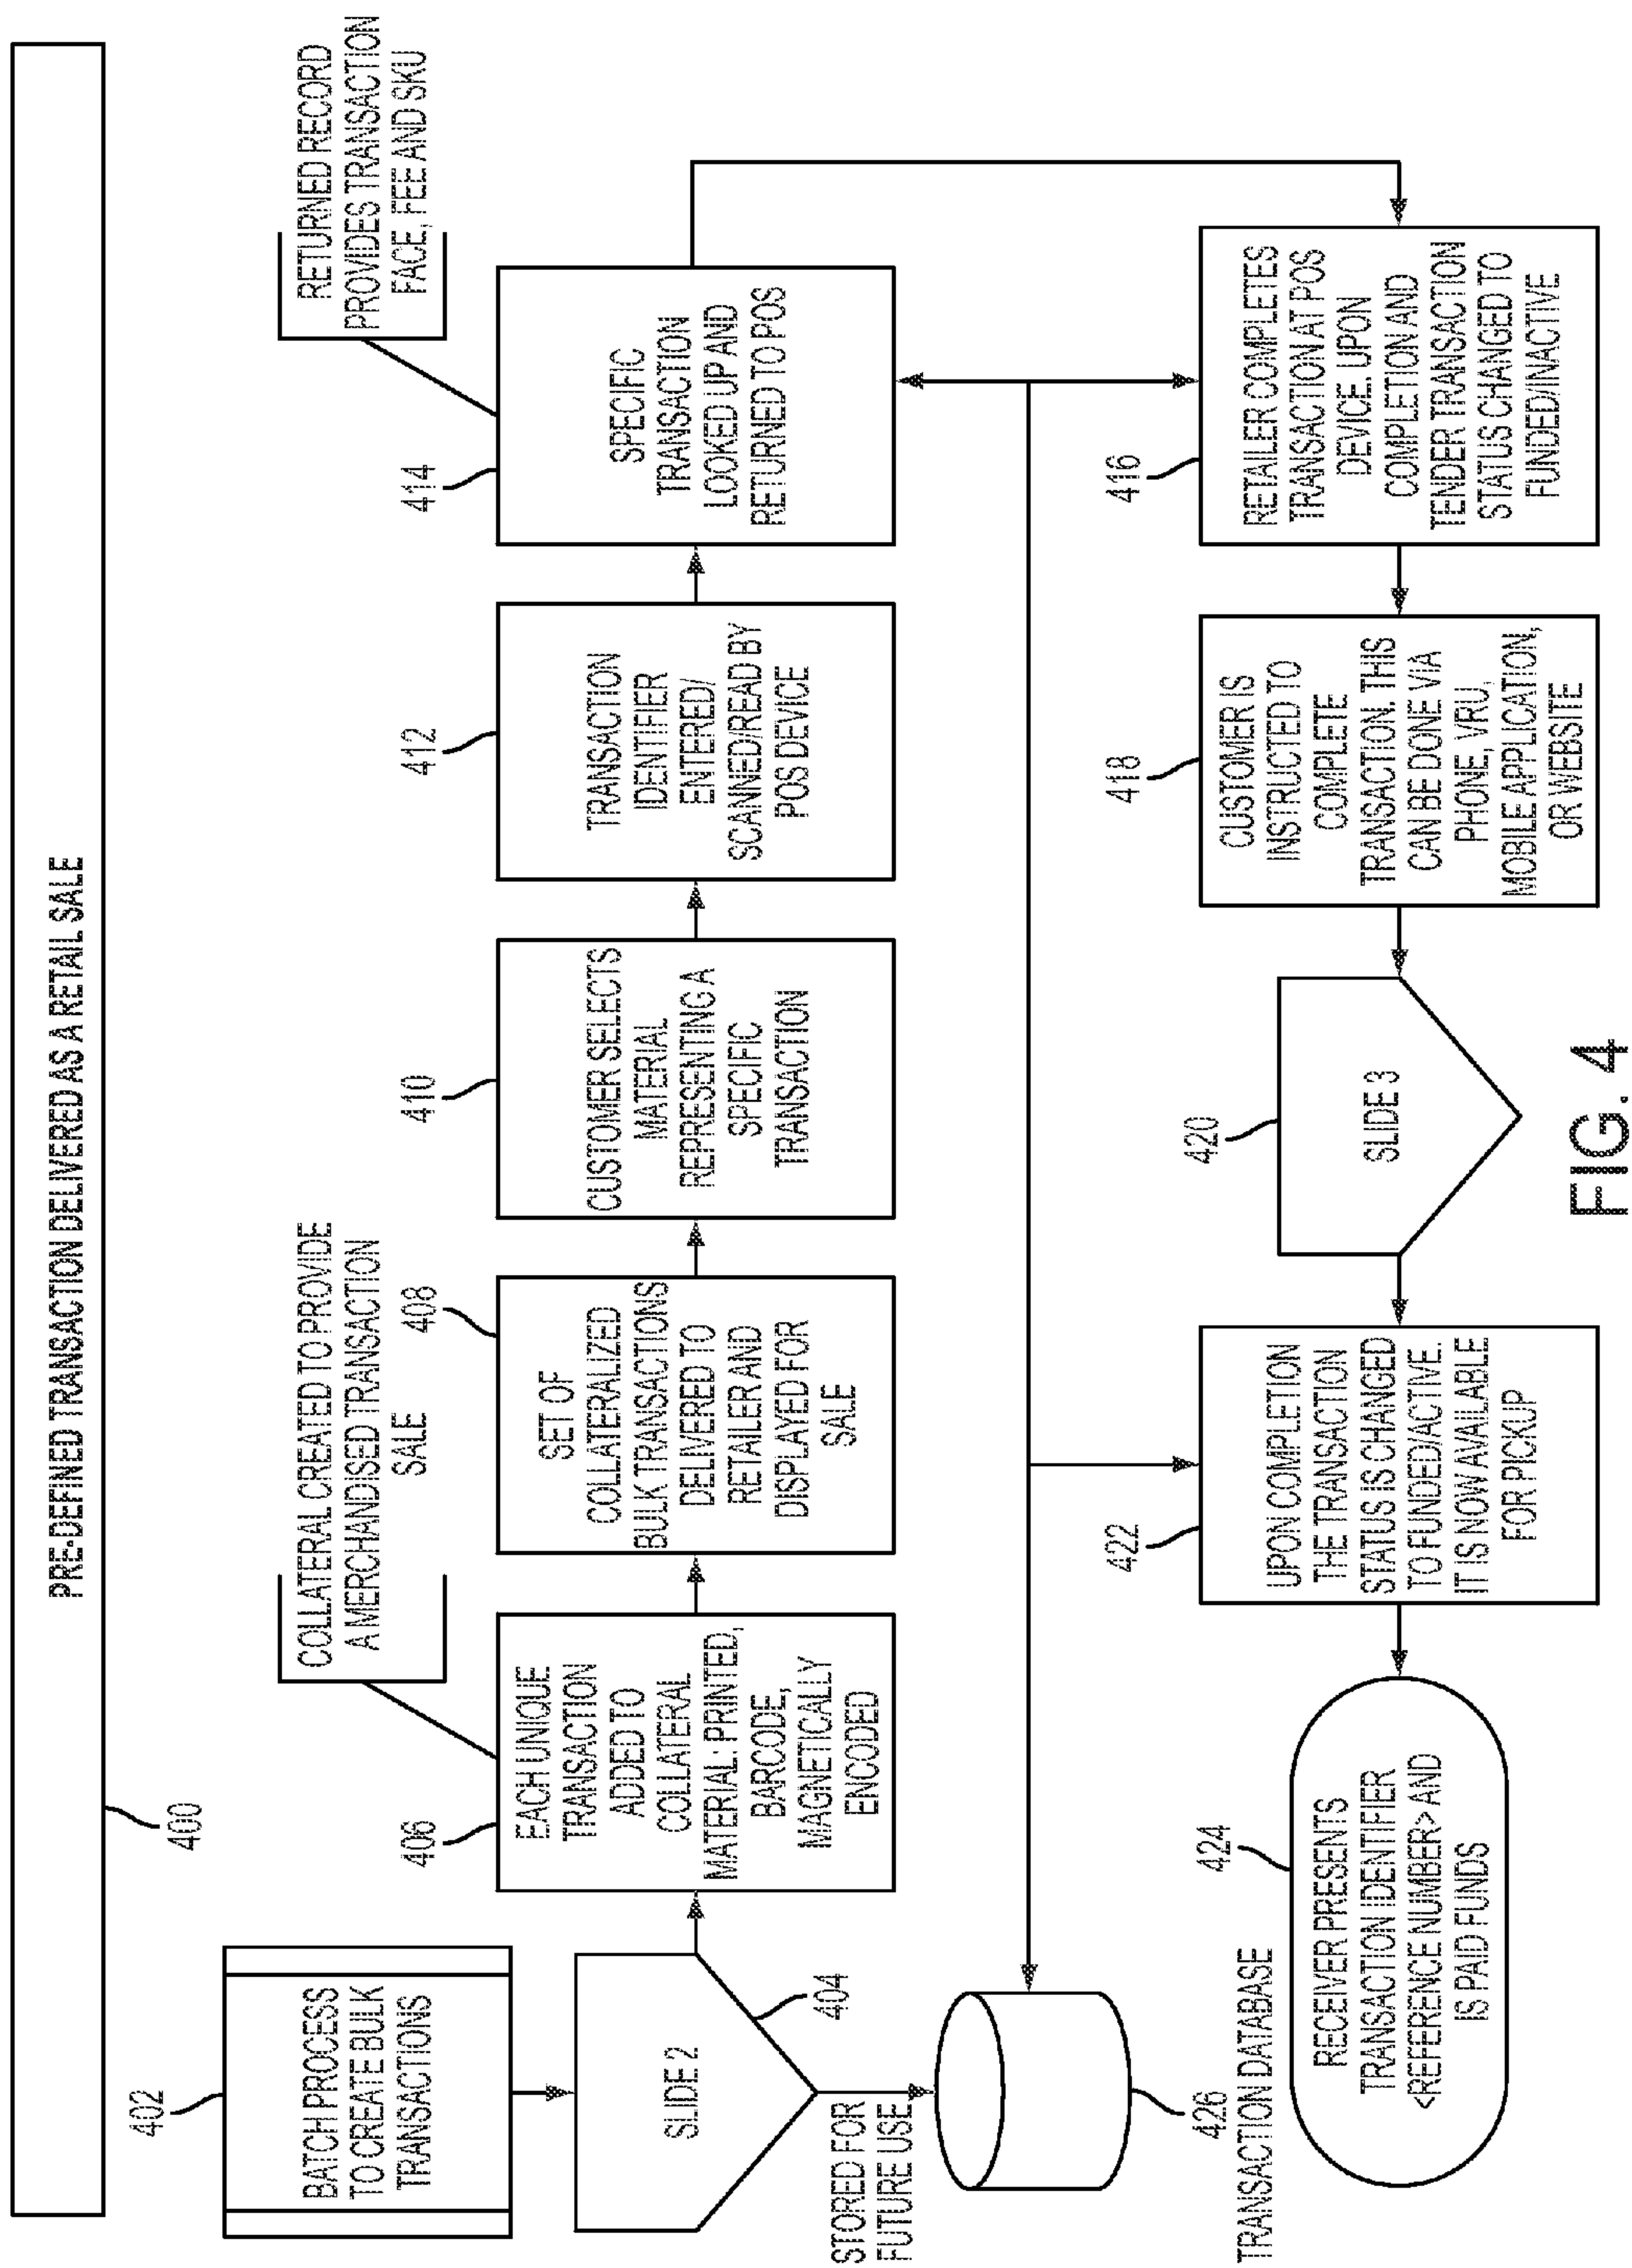 PRE-DEFINED TRANSACTION DELIVERED AS A RETAIL SALE
400
402
BATCH PROCESS
TO CREATE BULK
TRANSACTIONS
SLIDE 2
404
STORED FOR
FUTURE USE
426
TRANSACTION DATABASE
COLLATERAL CREATED TO PROVIDE
A MERCHANDISED TRANSACTION
SALE
406
EACH UNIQUE
TRANSACTION
ADDED TO
COLLATERAL
MATERIAL: PRINTED,
BARCODE,
MAGNETICALLY
ENCODED
408
SET OF
COLLATERALIZED
BULK TRANSACTIONS
DELIVERED TO
RETAILER AND
DISPLAYED FOR
SALE
410
CUSTOMER SELECTS
MATERIAL
REPRESENTING A
SPECIFIC
TRANSACTION
412
TRANSACTION
IDENTIFIER
ENTERED/
SCANNED/READ BY
POS DEVICE
RETURNED RECORD
PROVIDES TRANSACTION
FACE, FEE AND SKU
414
SPECIFIC
TRANSACTION
LOOKED UP AND
RETURNED TO POS
416
RETAILER COMPLETES
TRANSACTION AT POS
DEVICE. UPON
COMPLETION AND
TENDER TRANSACTION
STATUS CHANGED TO
FUNDED/INACTIVE
418
CUSTOMER IS
INSTRUCTED TO
COMPLETE
TRANSACTION. THIS
CAN BE DONE VIA
PHONE, VRU,
MOBILE APPLICATION,
OR WEBSITE
420
SLIDE 3
422
UPON COMPLETION
THE TRANSACTION
STATUS IS CHANGED
TO FUNDED/ACTIVE.
IT IS NOW AVAILABLE
FOR PICKUP
424
RECEIVER PRESENTS
TRANSACTION IDENTIFIER
<REFERENCE NUMBER> AND
IS PAID FUNDS
FIG. 4